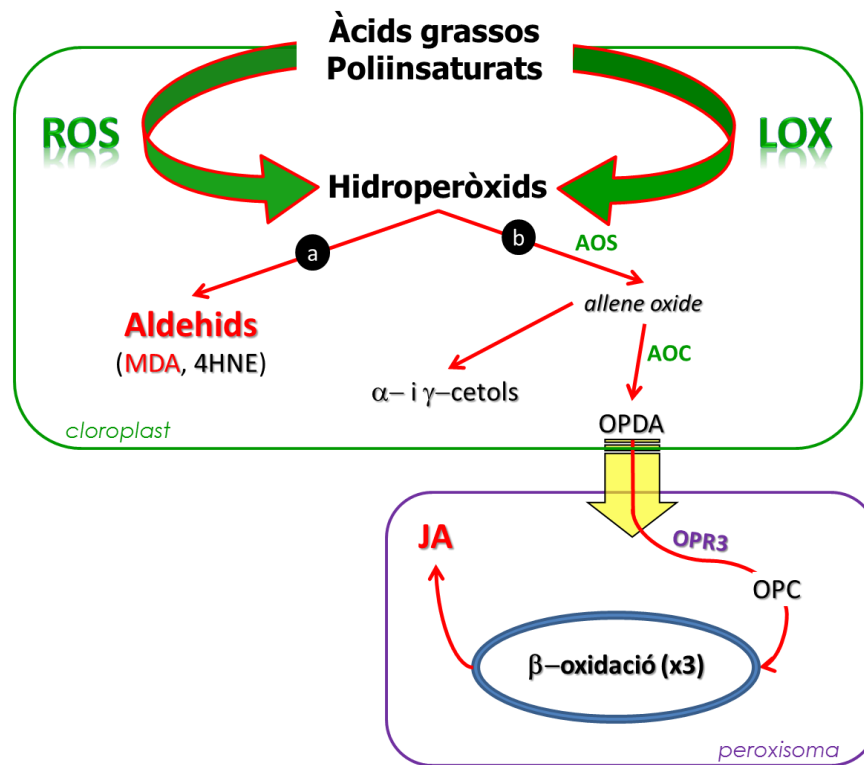 Àcids grassos
Poliinsaturats
ROS
LOX
Hidroperòxids
a
b
AOS
Aldehids
(MDA, 4HNE)
allene oxide
AOC
α– i γ–cetols
OPDA
cloroplast
JA
OPR3
OPC
β–oxidació (x3)
peroxisoma